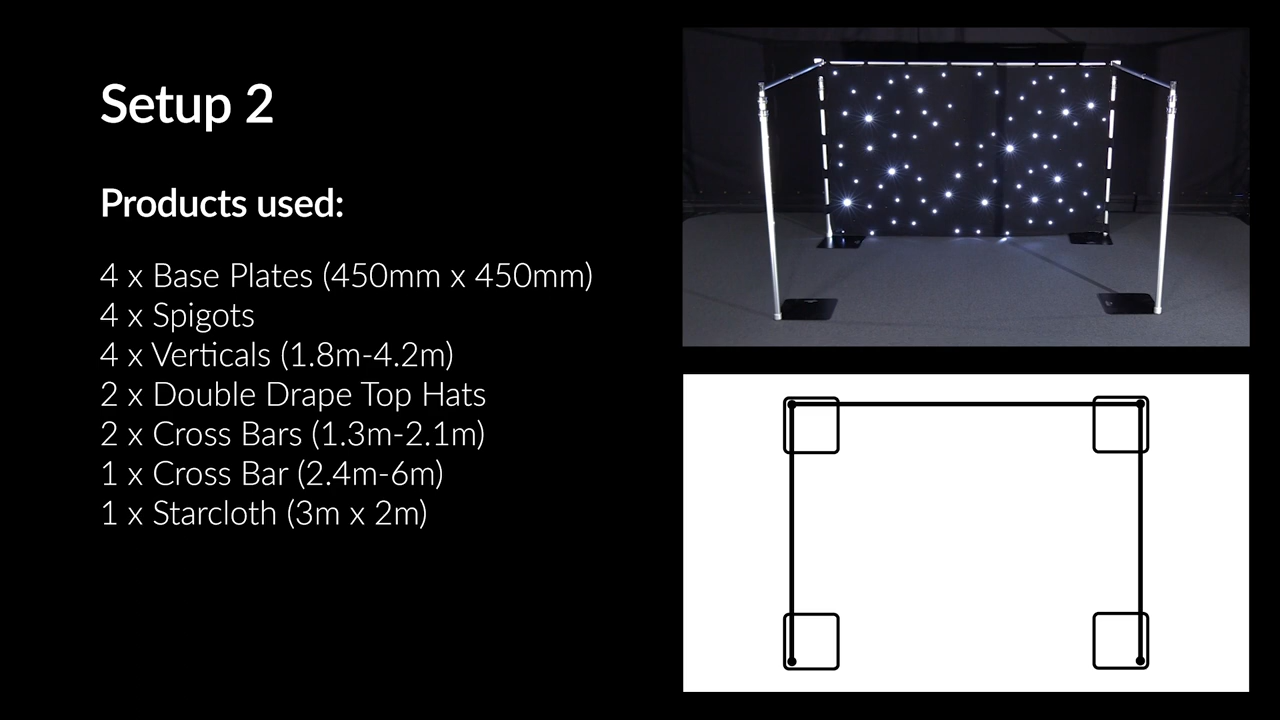 Setup 2
Products used:
4 x Base Plates (450mm x 450mm)
4 x Spigots
4 x Verticals (1.8m-4.2m)
2 x Double Drape Top Hats
2 x Cross Bars (1.3m-2.1m)
1 x Cross Bar (2.4m-6m)
1 x Starcloth (3m x 2m)